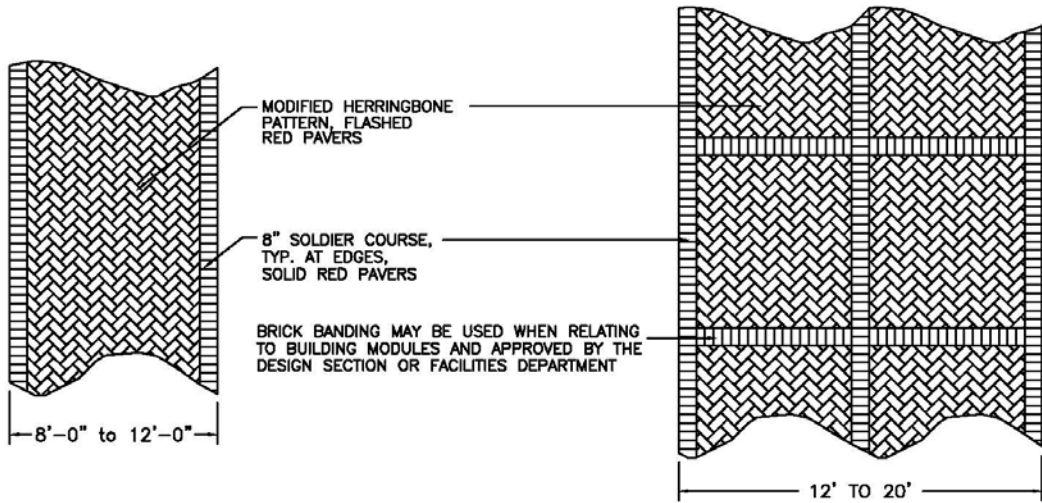 MODIFIED HERRINGBONE
PATTERN, FLASHED
RED PAVERS
8" SOLDIER COURSE,
TYP. AT EDGES,
SOLID RED PAVERS
BRICK BANDING MAY BE USED WHEN RELATING
TO BUILDING MODULES AND APPROVED BY THE
DESIGN SECTION OR FACILITIES DEPARTMENT
8'-0" to 12'-0"
12' TO 20'